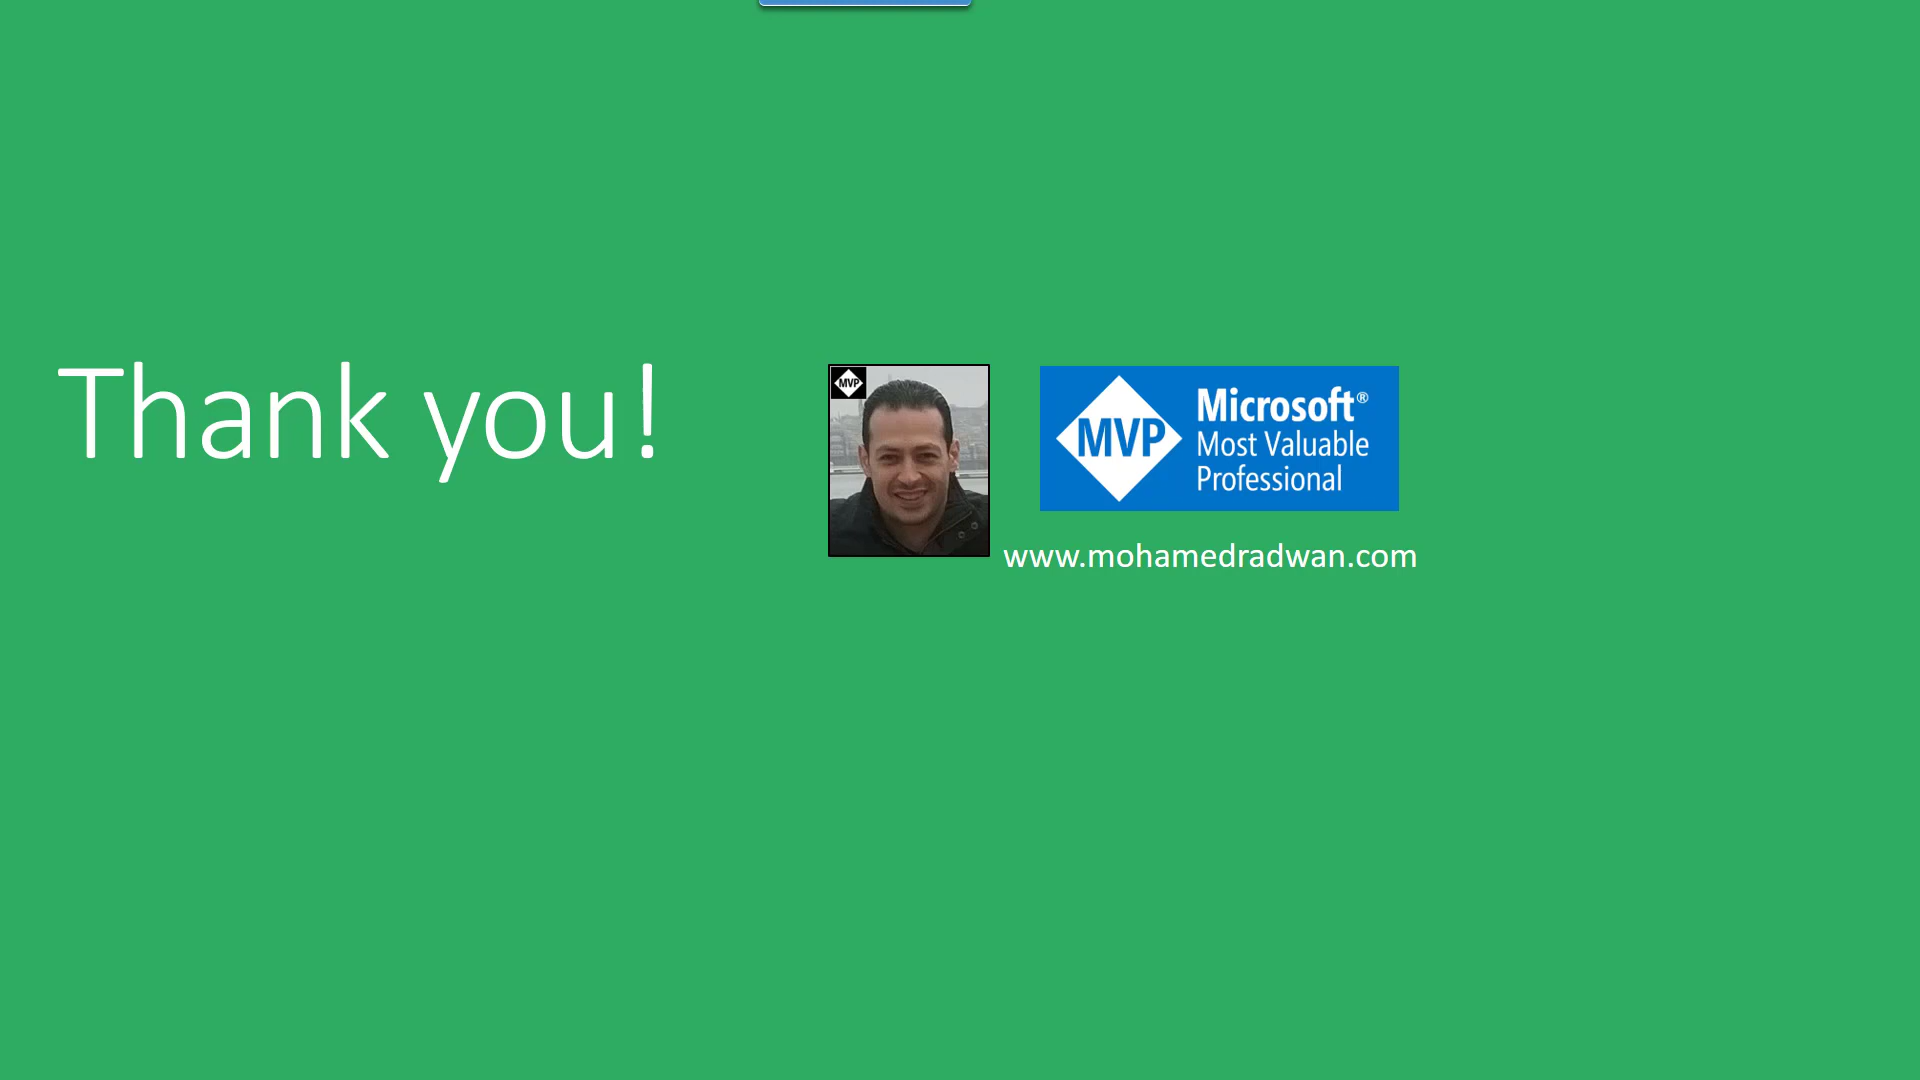 Thank you!
MVP
MVP
Microsoft®
Most Valuable
Professional
www.mohamedradwan.com